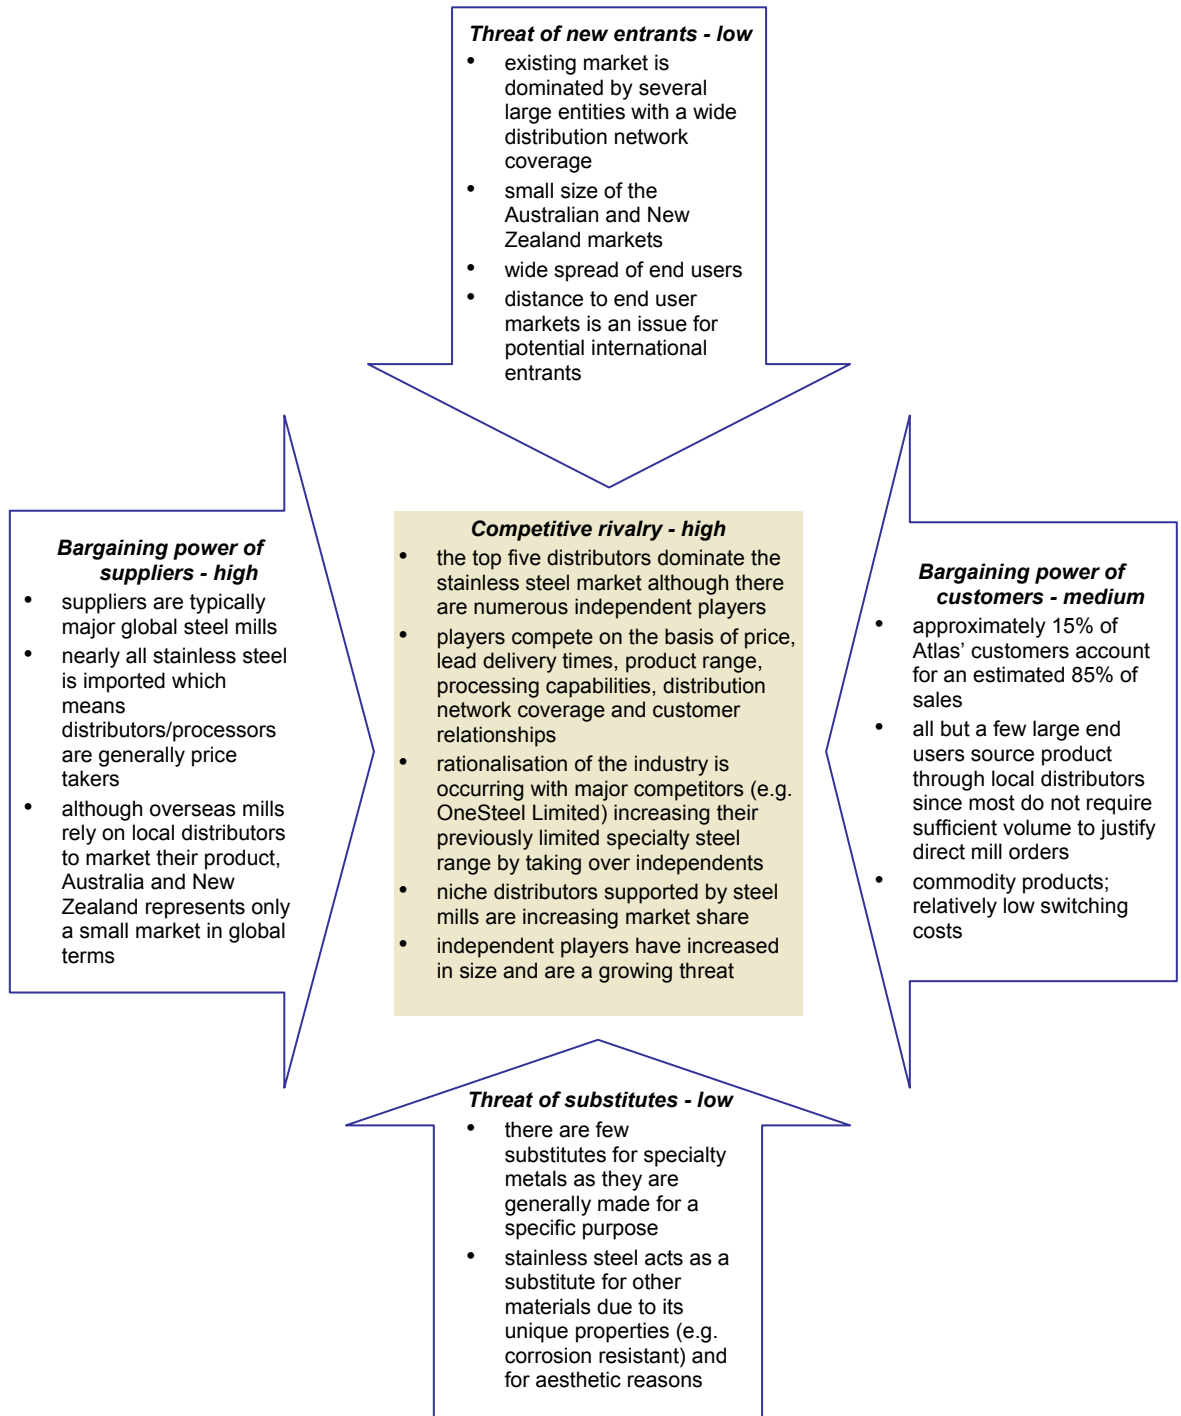 Threat of new entrants - low
• existing market is
dominated by several
large entities with a wide
distribution network
coverage
• small size of the
Australian and New
Zealand markets
• wide spread of end users
• distance to end user
markets is an issue for
potential international
entrants
Bargaining power of
suppliers - high
• suppliers are typically
major global steel mills
• nearly all stainless steel
is imported which
means
distributors/processors
are generally price
takers
• although overseas mills
rely on local distributors
to market their product,
Australia and New
Zealand represents only
a small market in global
terms
Competitive rivalry - high
• the top five distributors dominate the
stainless steel market although there
are numerous independent players
• players compete on the basis of price,
lead delivery times, product range,
processing capabilities, distribution
network coverage and customer
relationships
• rationalisation of the industry is
occurring with major competitors (e.g.
OneSteel Limited) increasing their
previously limited specialty steel
range by taking over independents
• niche distributors supported by steel
mills are increasing market share
• independent players have increased
in size and are a growing threat
Bargaining power of
customers - medium
• approximately 15% of
Atlas’ customers account
for an estimated 85% of
sales
• all but a few large end
users source product
through local distributors
since most do not require
sufficient volume to justify
direct mill orders
• commodity products;
relatively low switching
costs
Threat of substitutes - low
• there are few
substitutes for specialty
metals as they are
generally made for a
specific purpose
• stainless steel acts as a
substitute for other
materials due to its
unique properties (e.g.
corrosion resistant) and
for aesthetic reasons